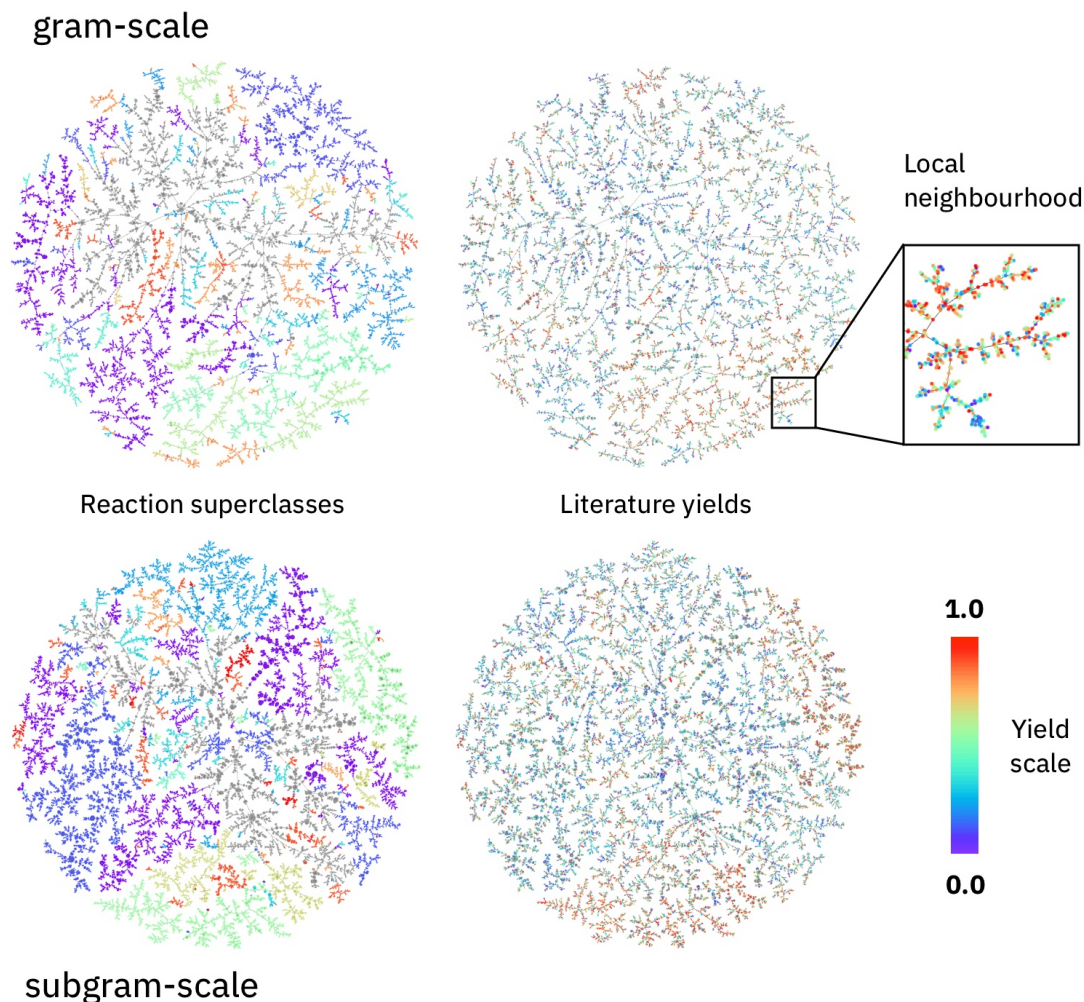 gram-scale
Local
neighbourhood
Reaction superclasses
Literature yields
1.0
Yield
scale
0.0
subgram-scale